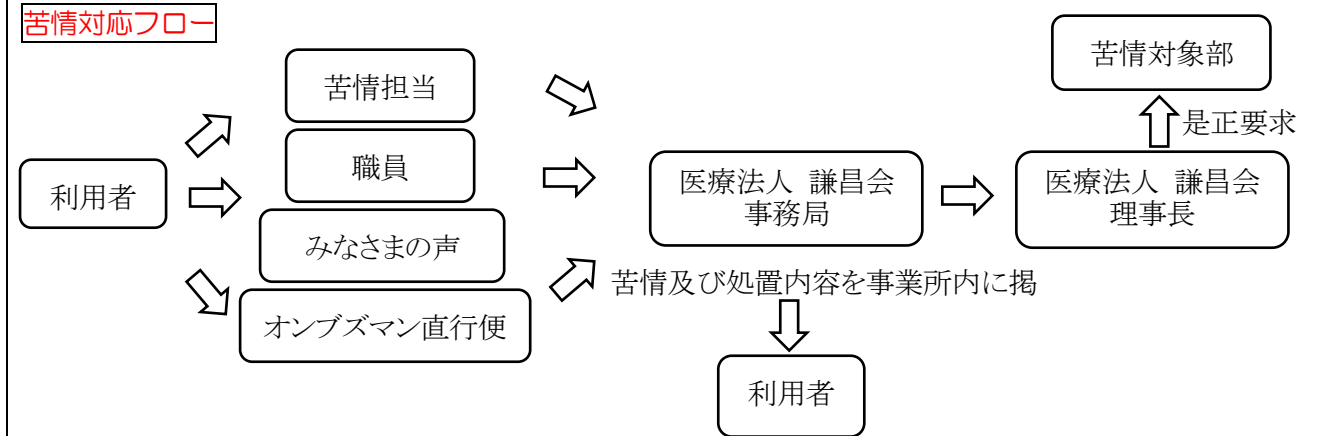 苦情対応フロー
苦情担当
職員
みなさまの声
オンブズマン直行便
利用者
医療法人 謙昌会
事務局
医療法人 謙昌会
理事長
苦情対象部
是正要求
苦情及び処置内容を事業所内に掲
利用者